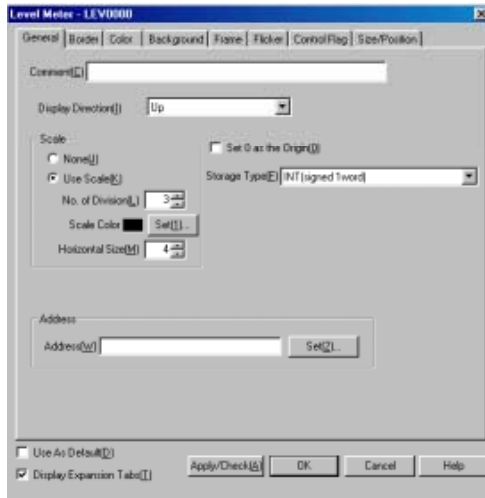 Level Meter - LEV0000
General Border Color Background Frame Flicker Control Flag Size/Position
Comment(C)
Display Direction(I) Up
Scale
None(J)
Use Scale(K)
No. of Division(L) 3
Scale Color Set(1)...
Horizontal Size(M) 4
Set 0 as the Origin(O)
Storage Type(F) INT(signed 1word)
Address
Address(W) Set(2)...
Use As Default(D)
Display Expansion Tabs(T)
Apply/Check(A) OK Cancel Help